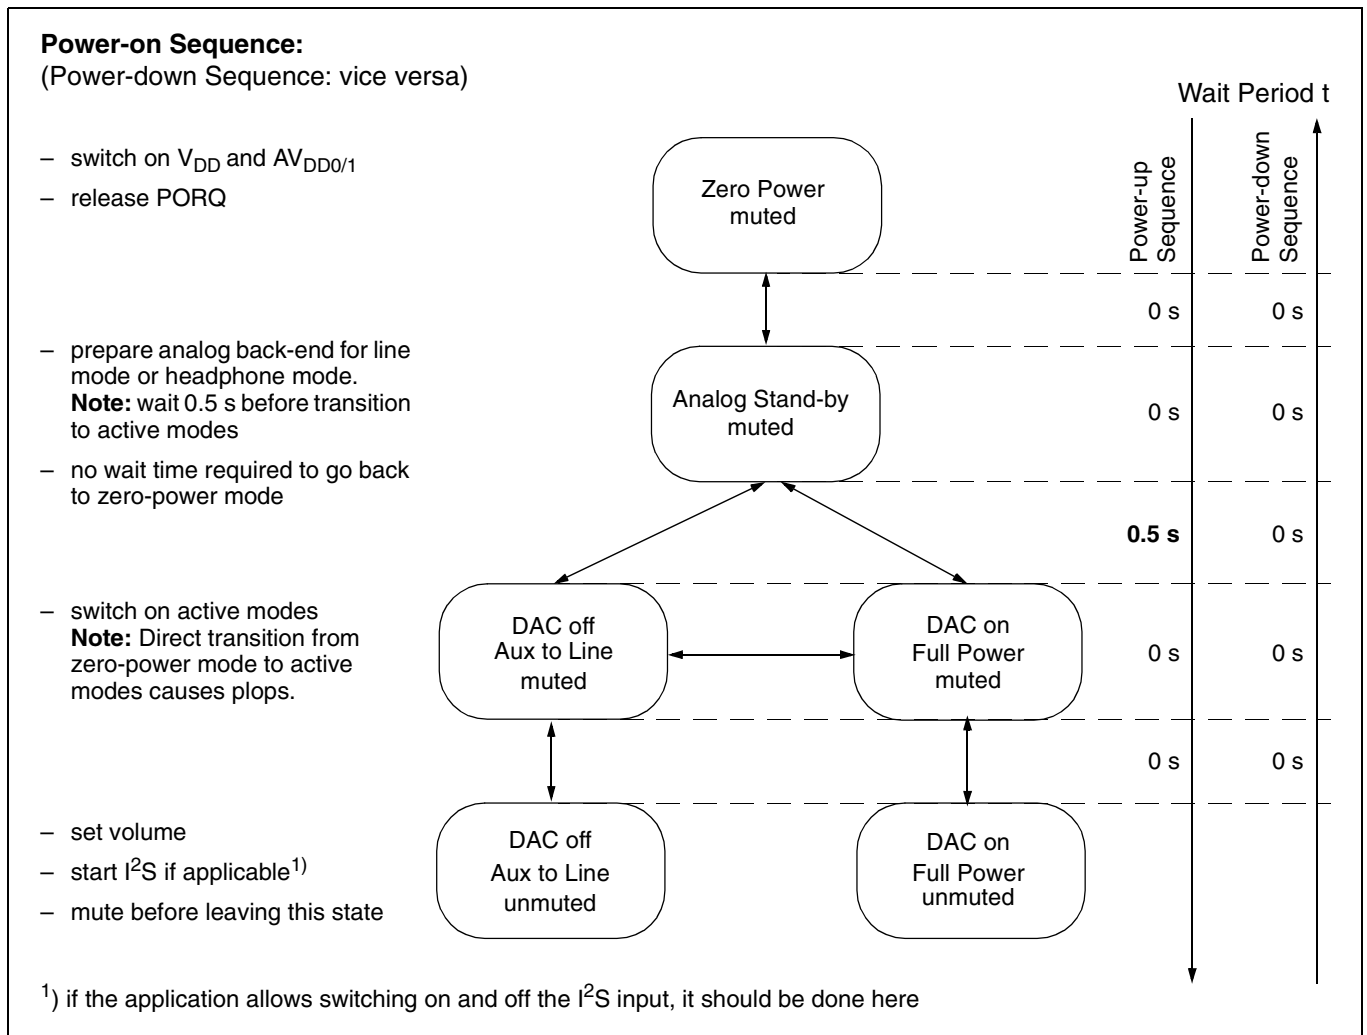 Power-on Sequence:
(Power-down Sequence: vice versa)
Wait Period t
Power-up
Sequence
Power-down
Sequence
– switch on VDD and AVDD0/1
– release PORQ
Zero Power
muted
0 s
0 s
– prepare analog back-end for line
mode or headphone mode.
Note: wait 0.5 s before transition
to active modes
– no wait time required to go back
to zero-power mode
Analog Stand-by
muted
0 s
0 s
0.5 s
0 s
– switch on active modes
Note: Direct transition from
zero-power mode to active
modes causes plops.
DAC off
Aux to Line
muted
DAC on
Full Power
muted
0 s
0 s
0 s
0 s
– set volume
– start I²S if applicable¹⁾
– mute before leaving this state
DAC off
Aux to Line
unmuted
DAC on
Full Power
unmuted
¹) if the application allows switching on and off the I²S input, it should be done here